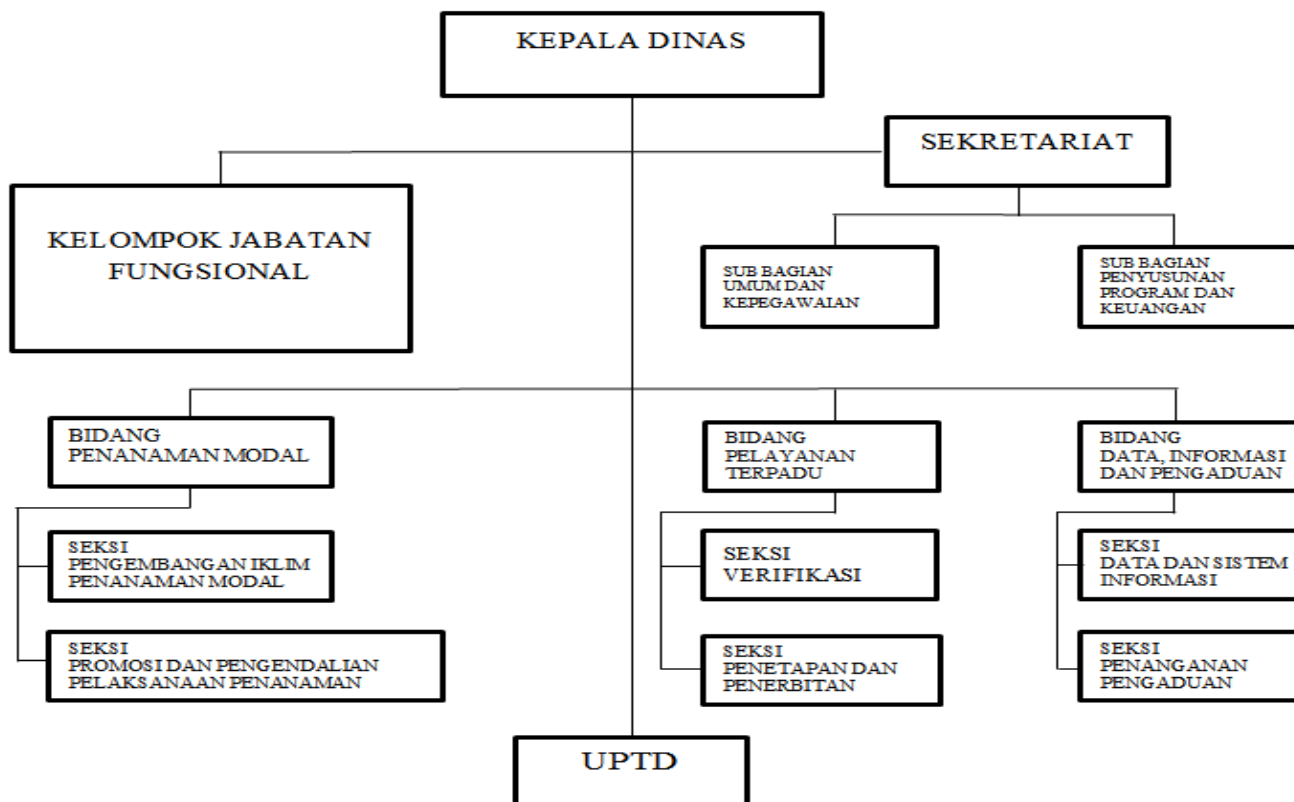 KEPALA DINAS
SEKRETARIAT
KELOMPOK JABATAN
FUNGSIONAL
SUB BAGIAN
UMUM DAN
KEPEGAWAIAN
SUB BAGIAN
PENYUSUNAN
PROGRAM DAN
KEUANGAN
BIDANG
PENANAMAN MODAL
BIDANG
PELAYANAN
TERPADU
BIDANG
DATA, INFORMASI
DAN PENGADUAN
SEKSI
PENGEMBANGAN IKLIM
PENANAMAN MODAL
SEKSI
VERIFIKASI
SEKSI
DATA DAN SISTEM
INFORMASI
SEKSI
PROMOSI DAN PENGENDALIAN
PELAKSANAAN PENANAMAN
SEKSI
PENETAPAN DAN
PENERBITAN
SEKSI
PENANGANAN
PENGADUAN
UPTD